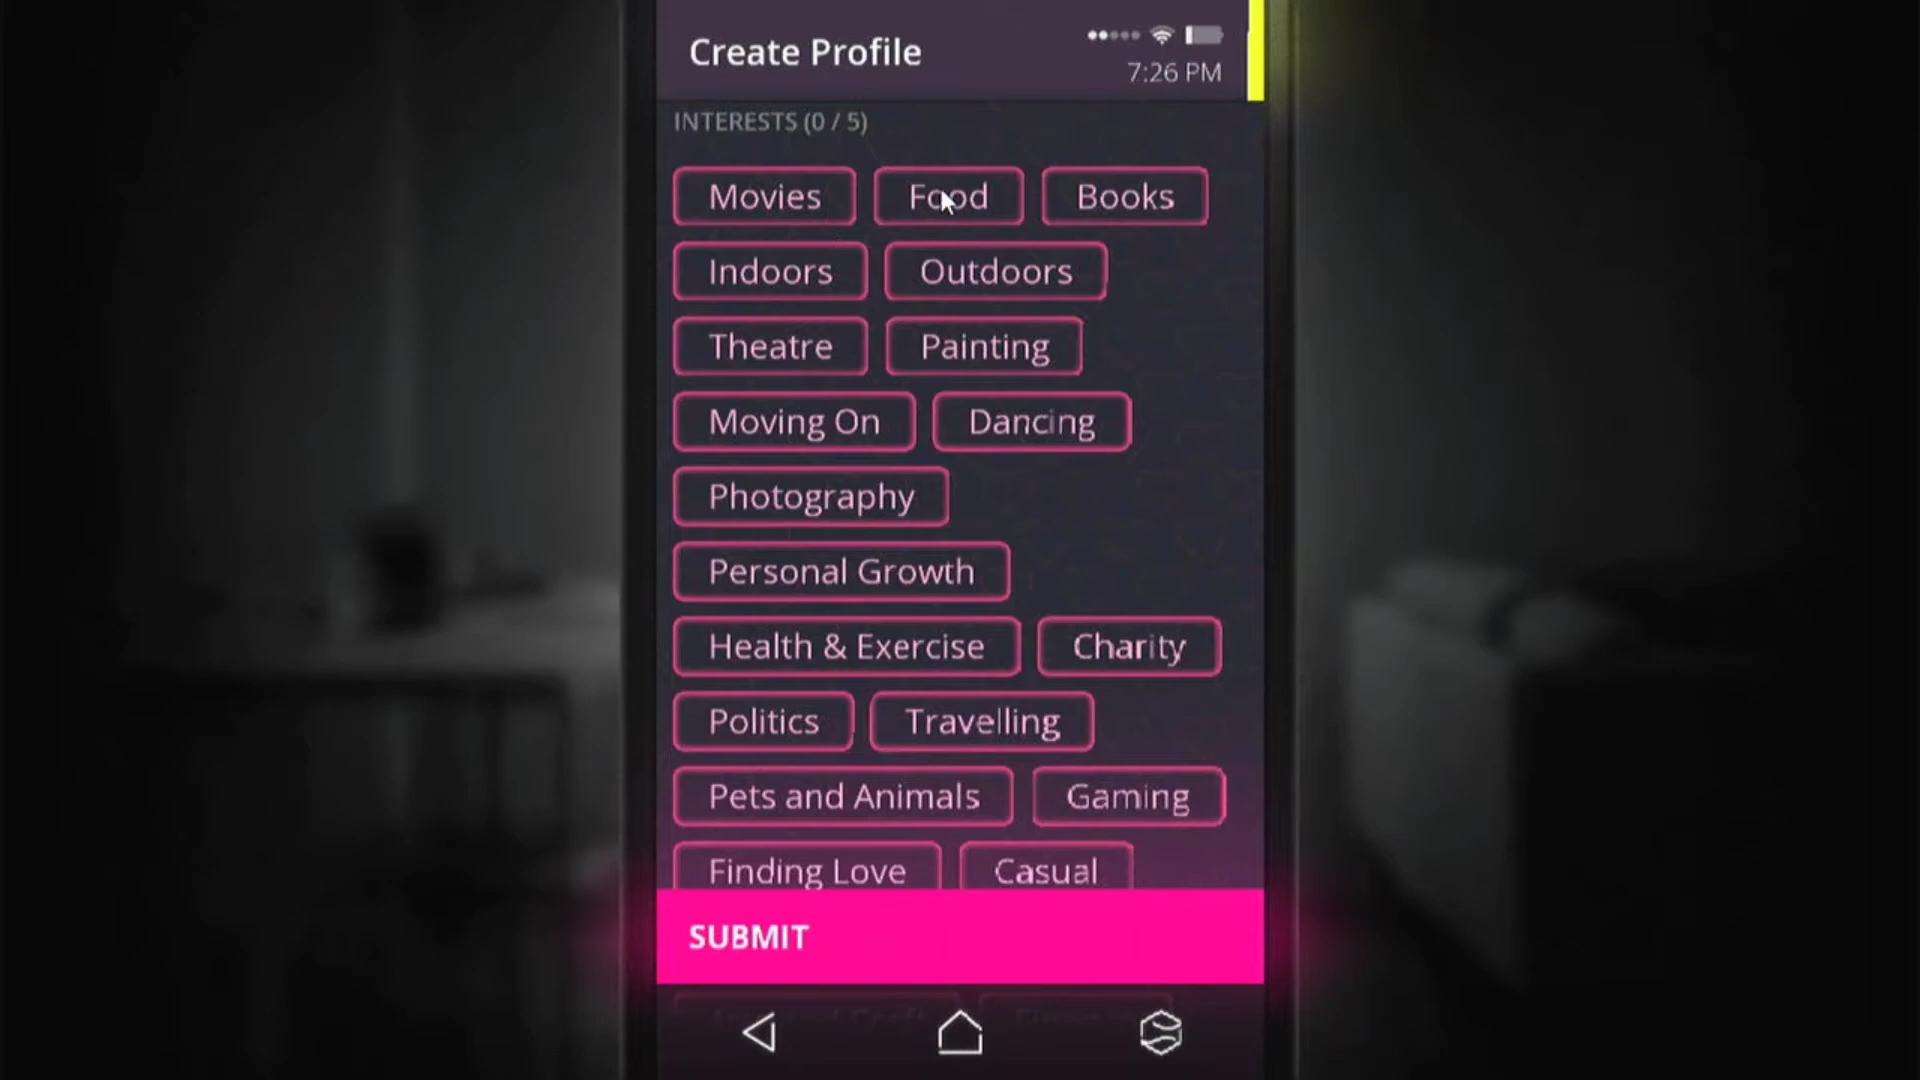 Create Profile
7:26 PM
INTERESTS (0 / 5)
Movies Food Books
Indoors Outdoors
Theatre Painting
Moving On Dancing
Photography
Personal Growth
Health & Exercise Charity
Politics Travelling
Pets and Animals Gaming
Finding Love Casual
SUBMIT